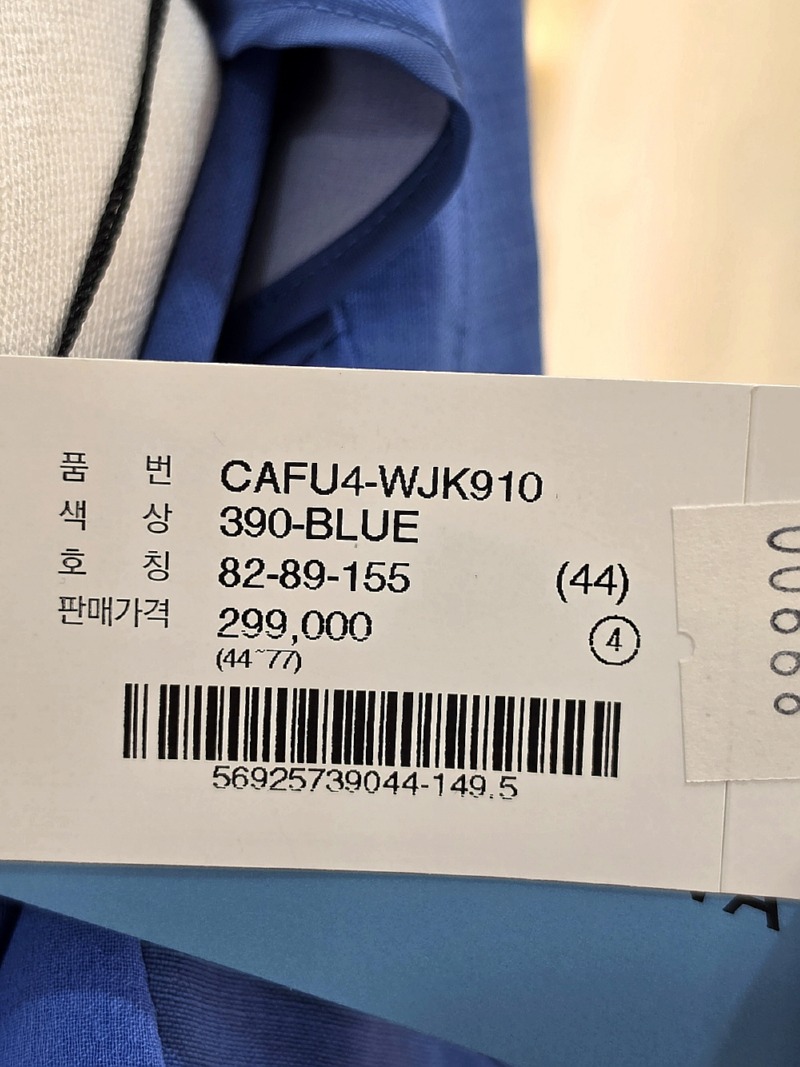 품 번 CAFU4-WJK910
색 상 390-BLUE
호 칭 82-89-155 (44)
판매가격 299,000 ④
(44~77)
56925739044-149.5